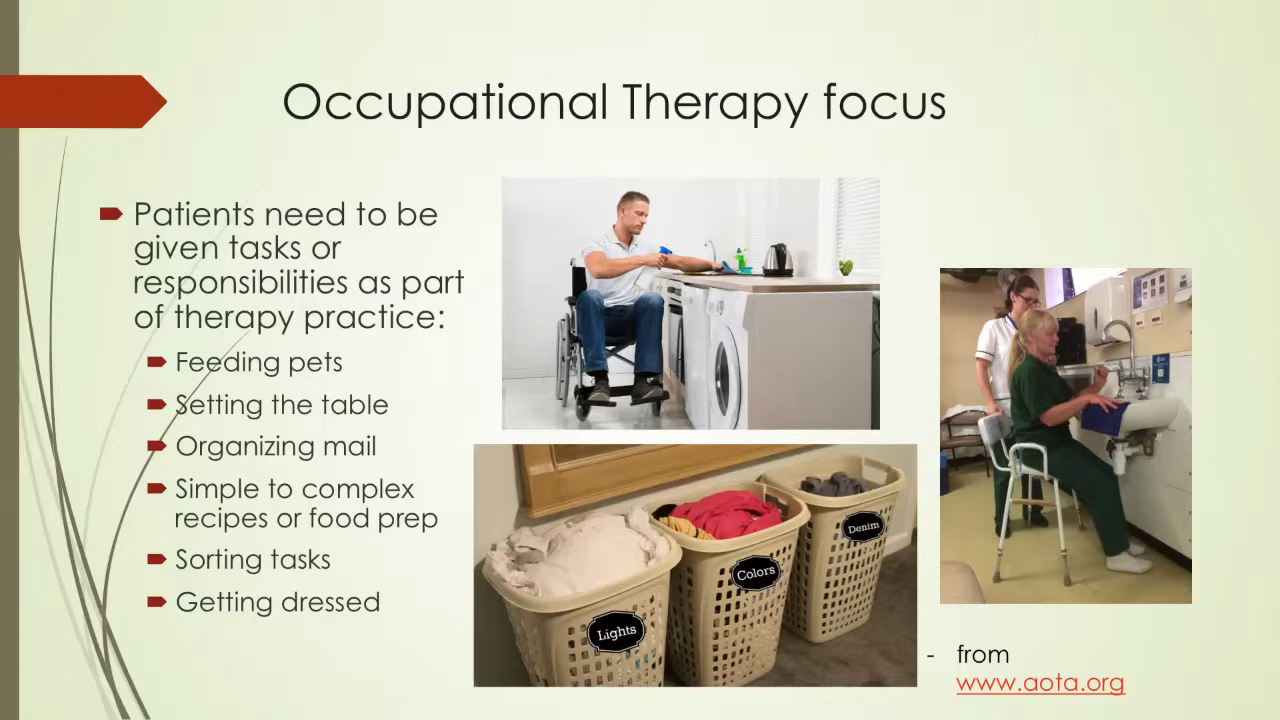 Occupational Therapy focus
Patients need to be
given tasks or
responsibilities as part
of therapy practice:
Feeding pets
Setting the table
Organizing mail
Simple to complex
recipes or food prep
Sorting tasks
Getting dressed
Lights
Colors
Denim
- from
www.aota.org